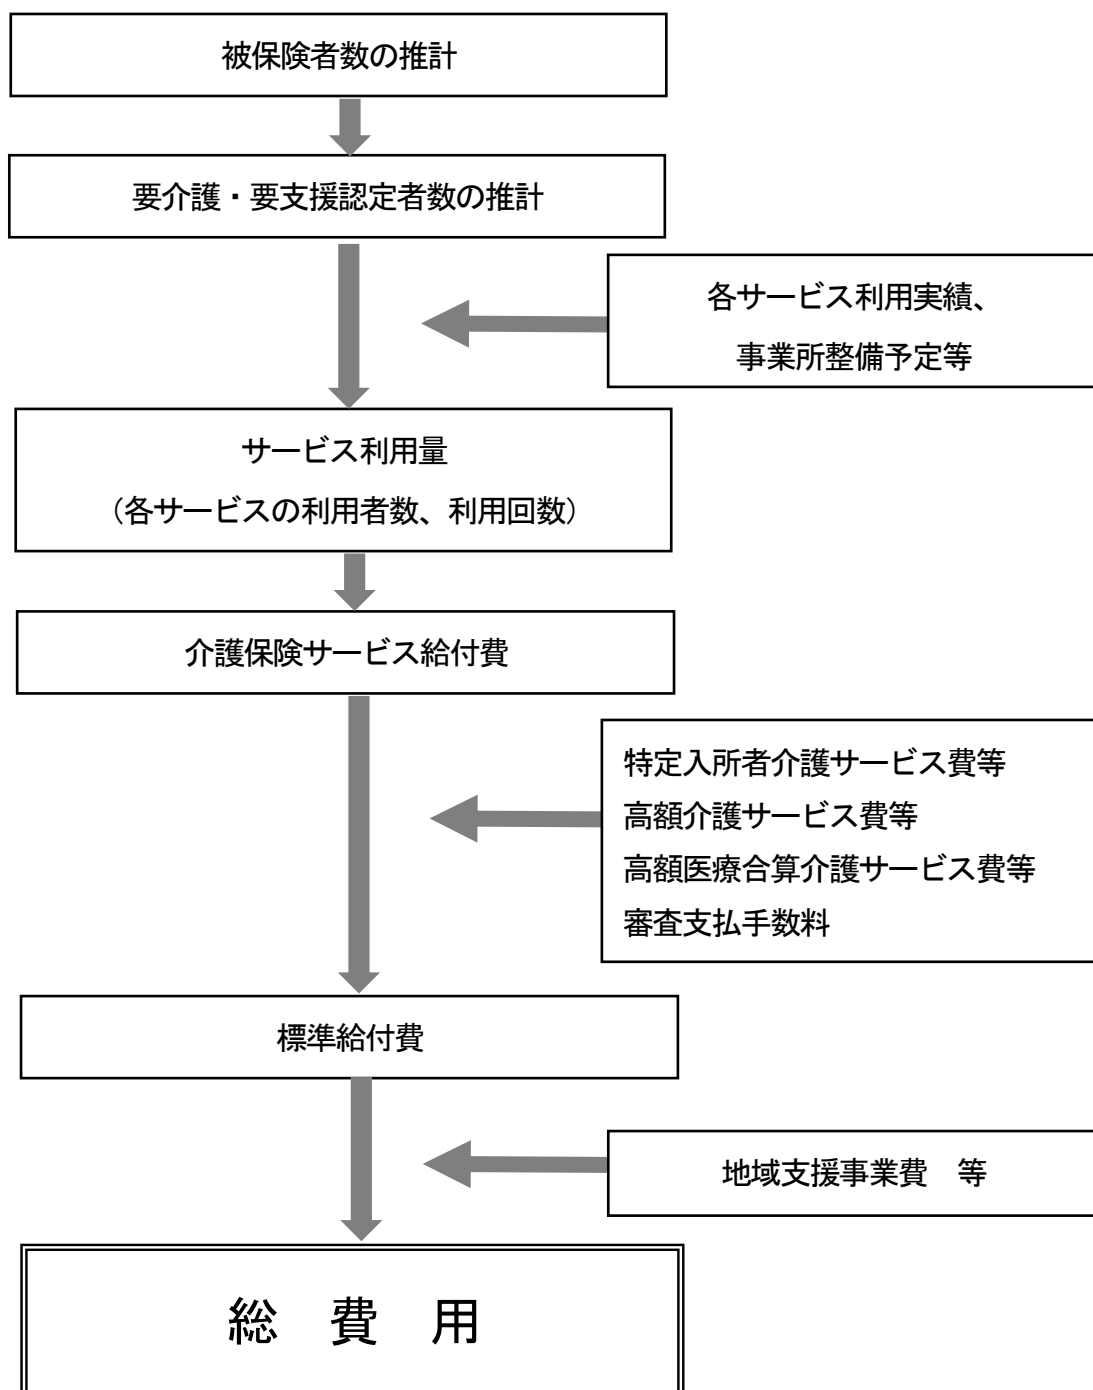 被保険者数の推計
要介護・要支援認定者数の推計
各サービス利用実績、
事業所整備予定等
サービス利用量
（各サービスの利用者数、利用回数）
介護保険サービス給付費
特定入所者介護サービス費等
高額介護サービス費等
高額医療合算介護サービス費等
審査支払手数料
標準給付費
地域支援事業費　等
総　費　用